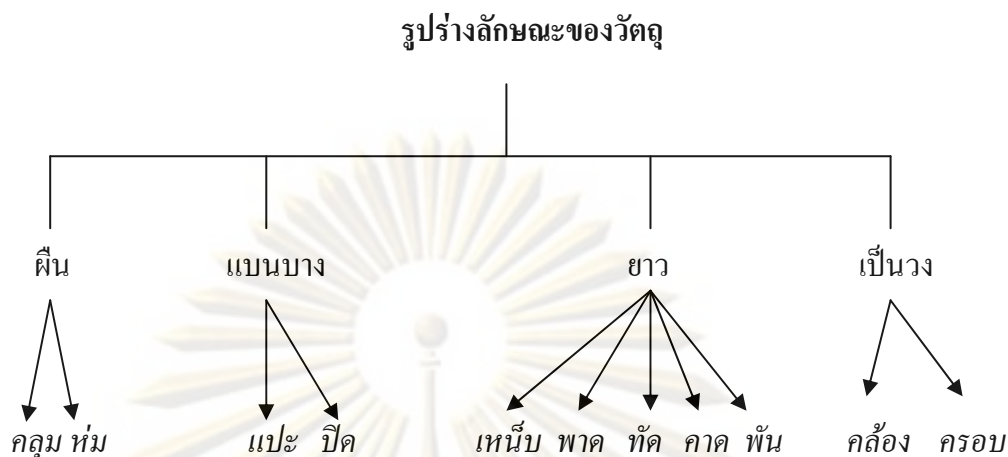 รูปร่างลักษณะของวัตถุ
ผืน แบนบาง ยาว เป็นวง
คลุม ห่ม แปะ ปิด เหน็บ พาด ทัด คาด พัน คล้อง ครอบ